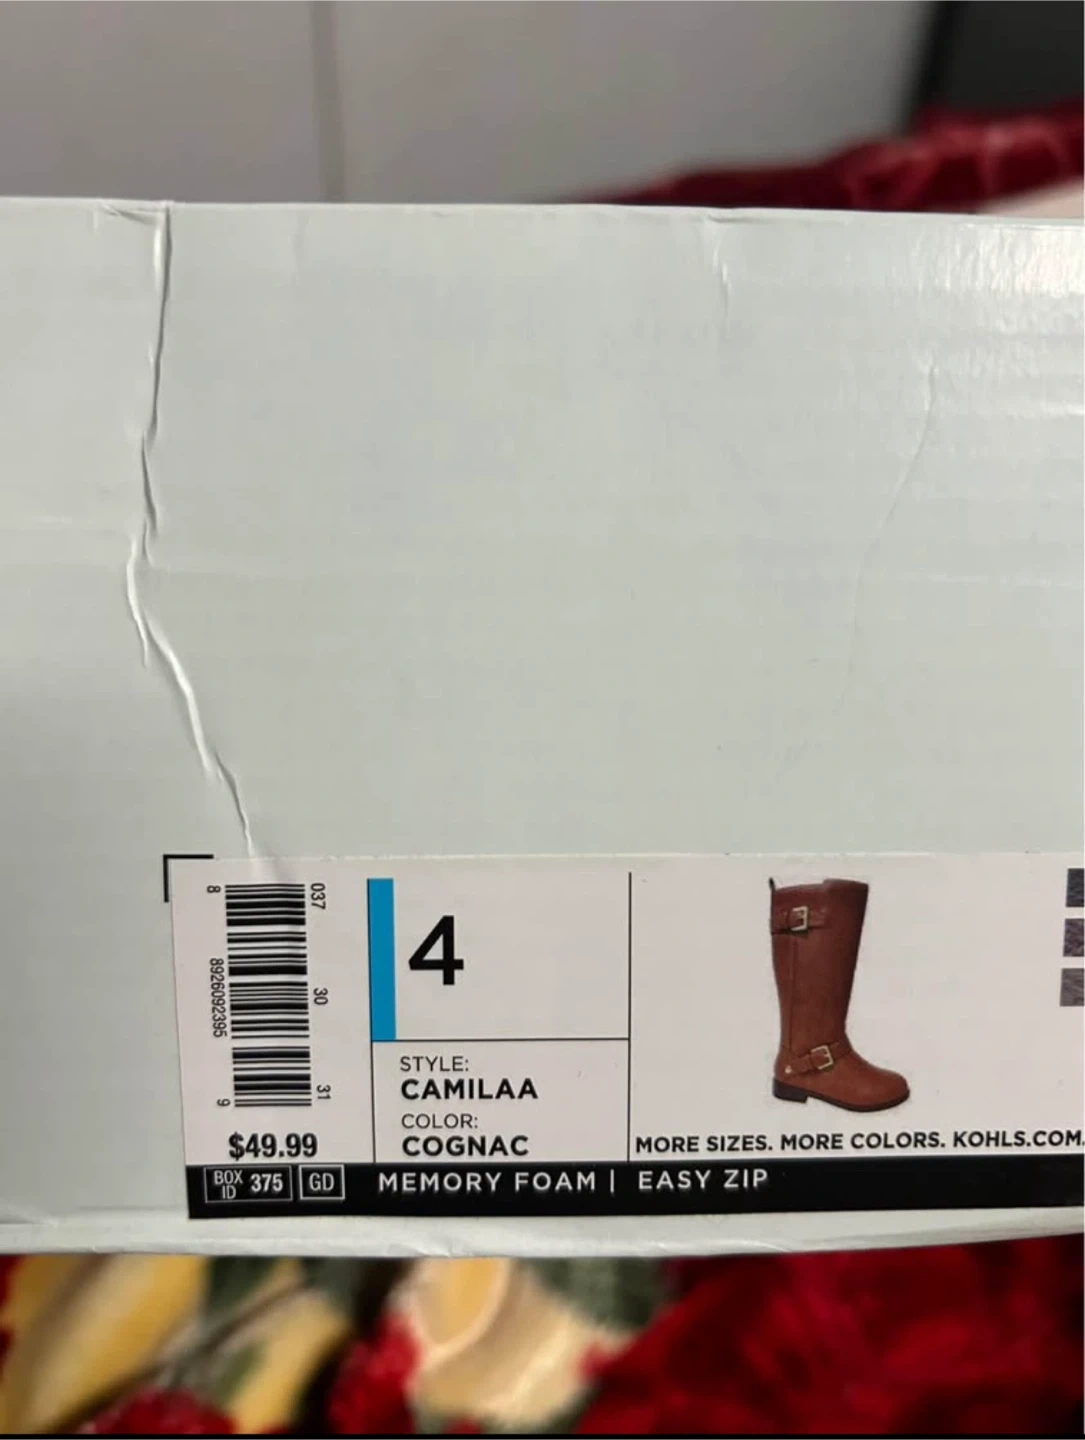 8
037
8926092395
30
31
9
$49.99
BOX ID 375
GD
4
STYLE:
CAMILAA
COLOR:
COGNAC
MORE SIZES. MORE COLORS. KOHLS.COM.
MEMORY FOAM | EASY ZIP